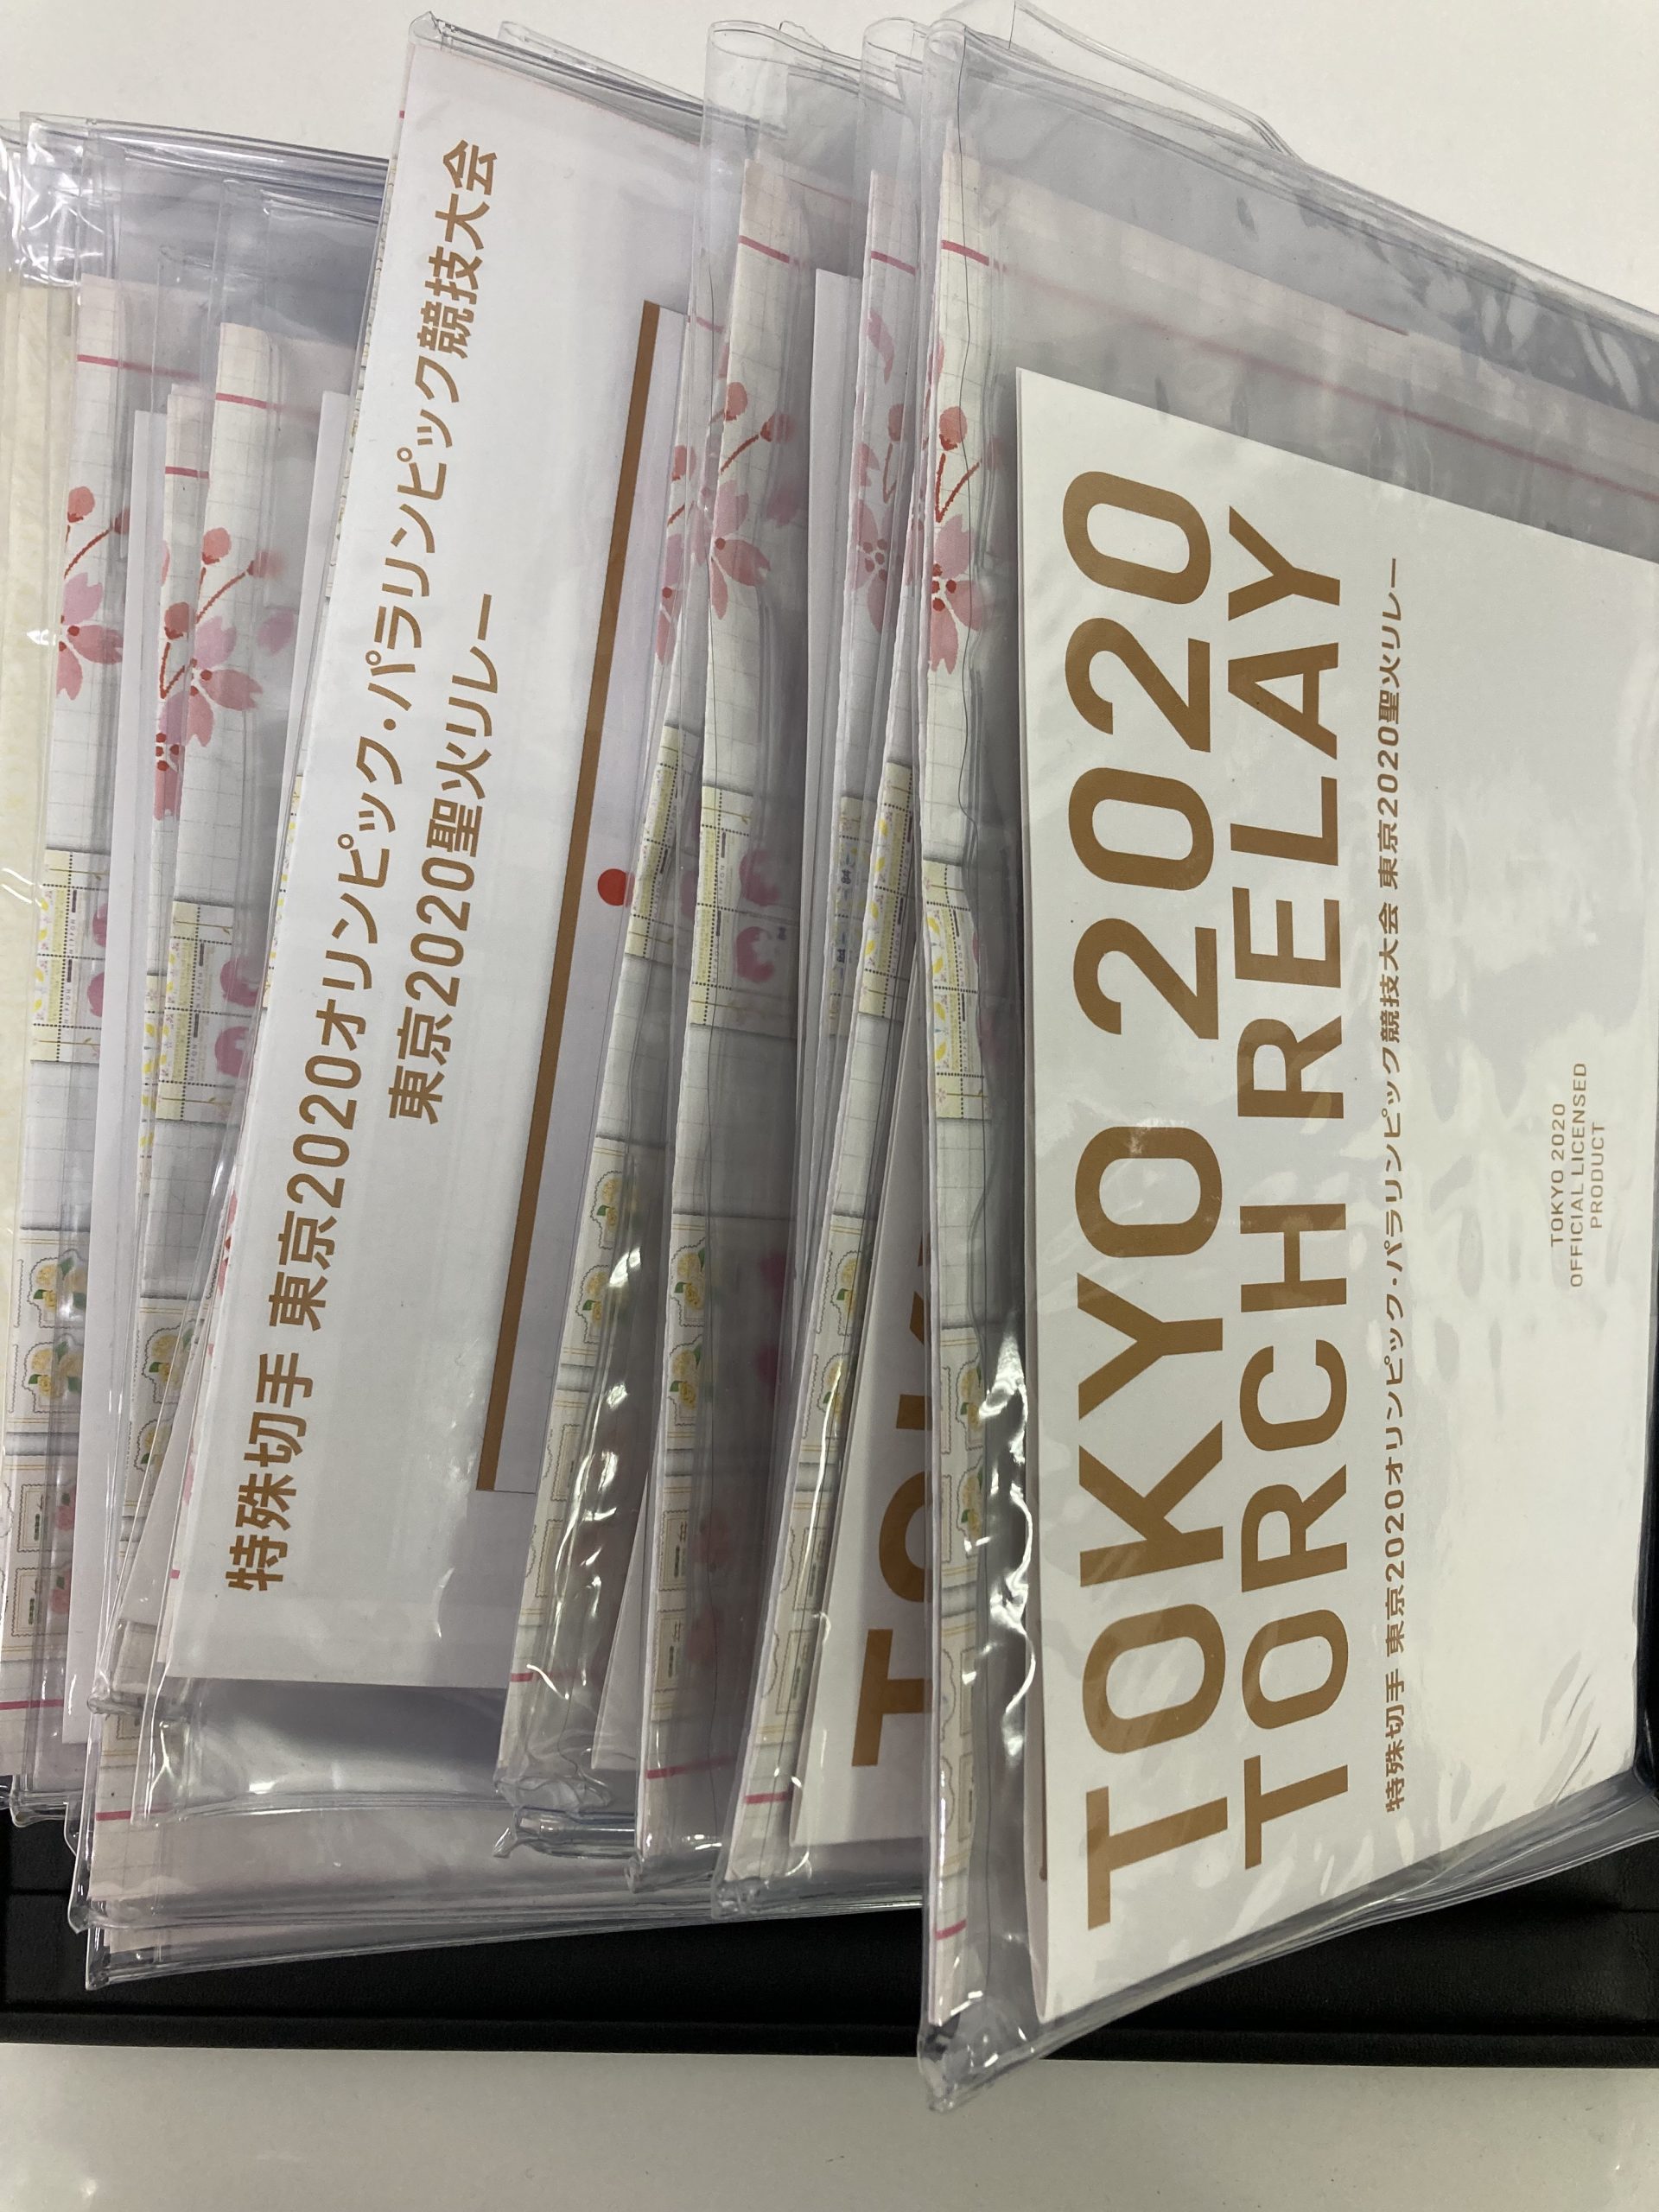 特殊切手 東京2020オリンピック・パラリンピック競技大会
東京2020聖火リレー
TOKYO 2020
TORCH RELAY
特殊切手 東京2020オリンピック・パラリンピック競技大会 東京2020聖火リレー
TOKYO 2020
OFFICIAL LICENSED
PRODUCT